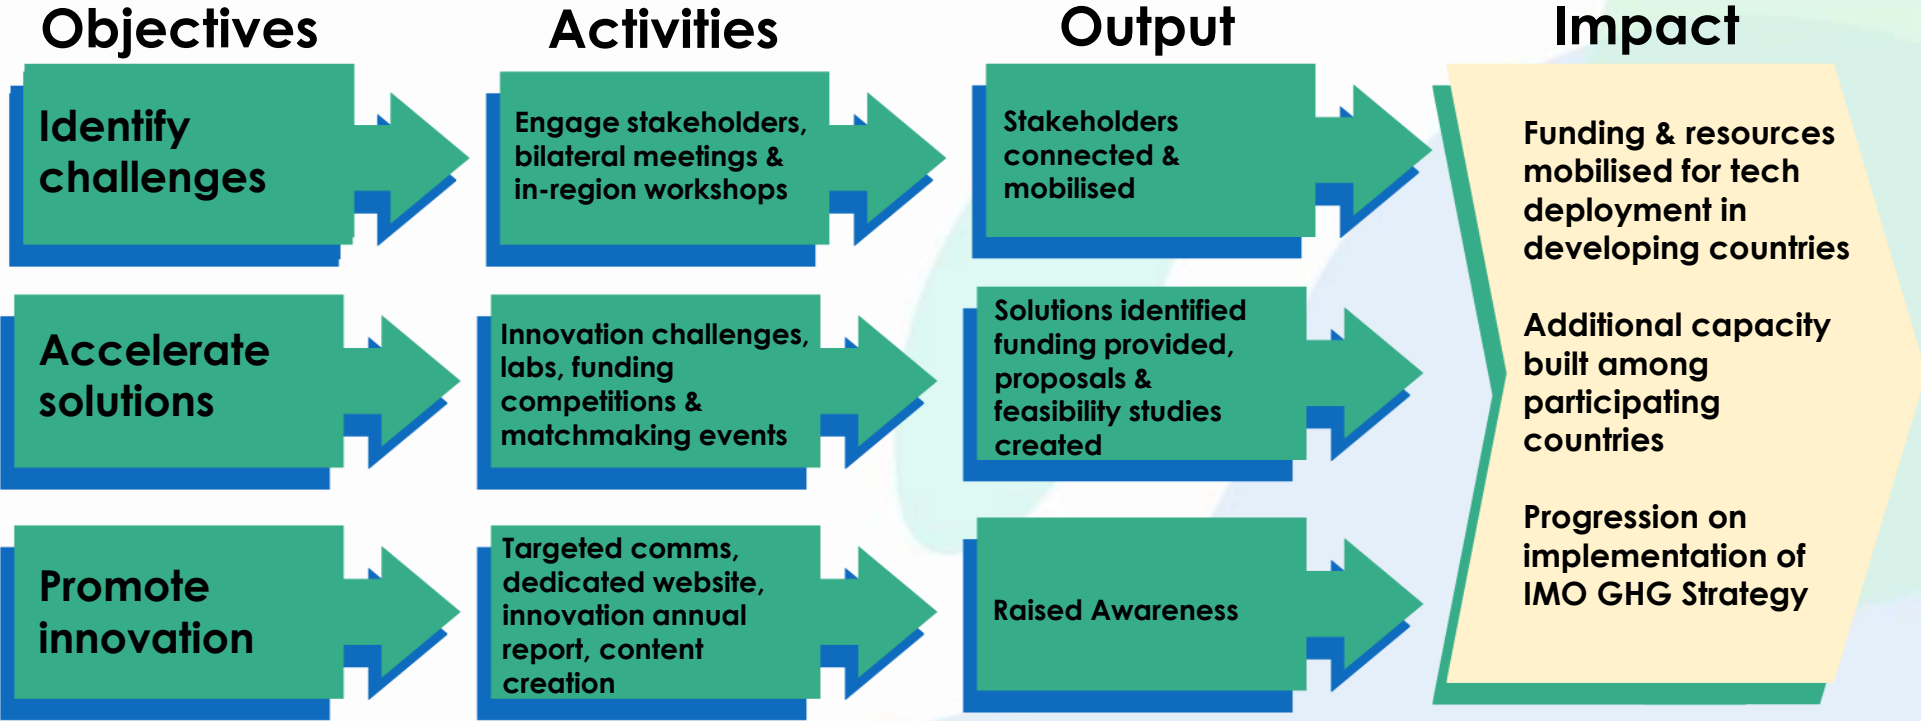 Objectives
Activities
Output
Impact
Identify
challenges
Engage stakeholders,
bilateral meetings &
in-region workshops
Stakeholders
connected &
mobilised
Accelerate
solutions
Innovation challenges,
labs, funding
competitions &
matchmaking events
Solutions identified
funding provided,
proposals &
feasibility studies
created
Promote
innovation
Targeted comms,
dedicated website,
innovation annual
report, content
creation
Raised Awareness
Funding & resources
mobilised for tech
deployment in
developing countries
Additional capacity
built among
participating
countries
Progression on
implementation of
IMO GHG Strategy